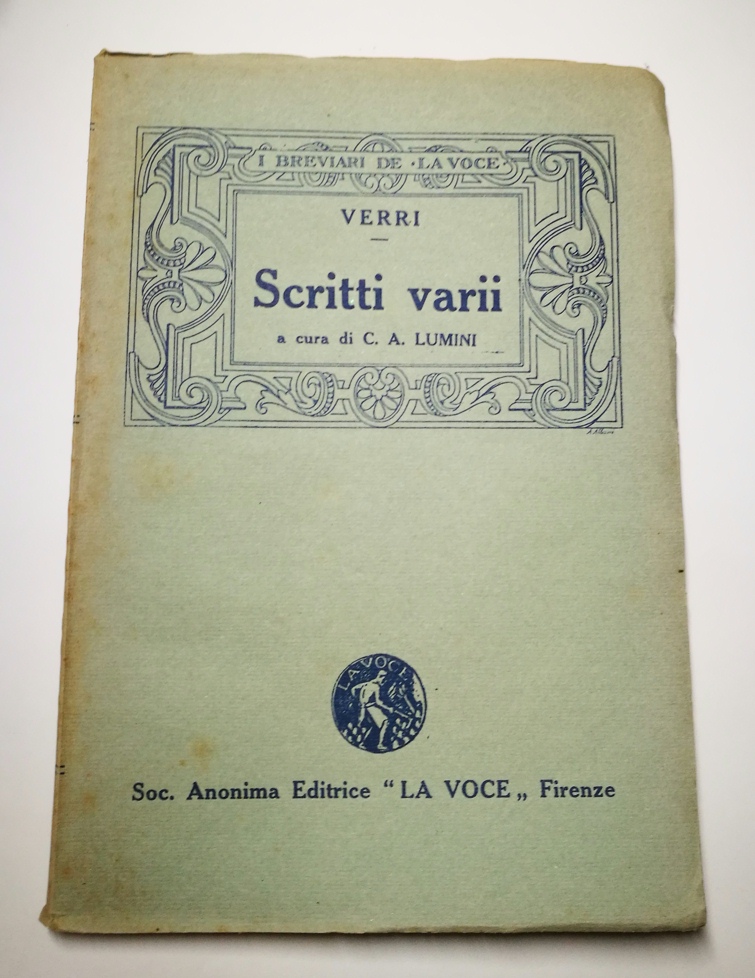 I BREVIARI DE · LA VOCE ·
VERRI
Scritti varii
a cura di C. A. LUMINI
LA VOCE
Soc. Anonima Editrice “ LA VOCE „ Firenze